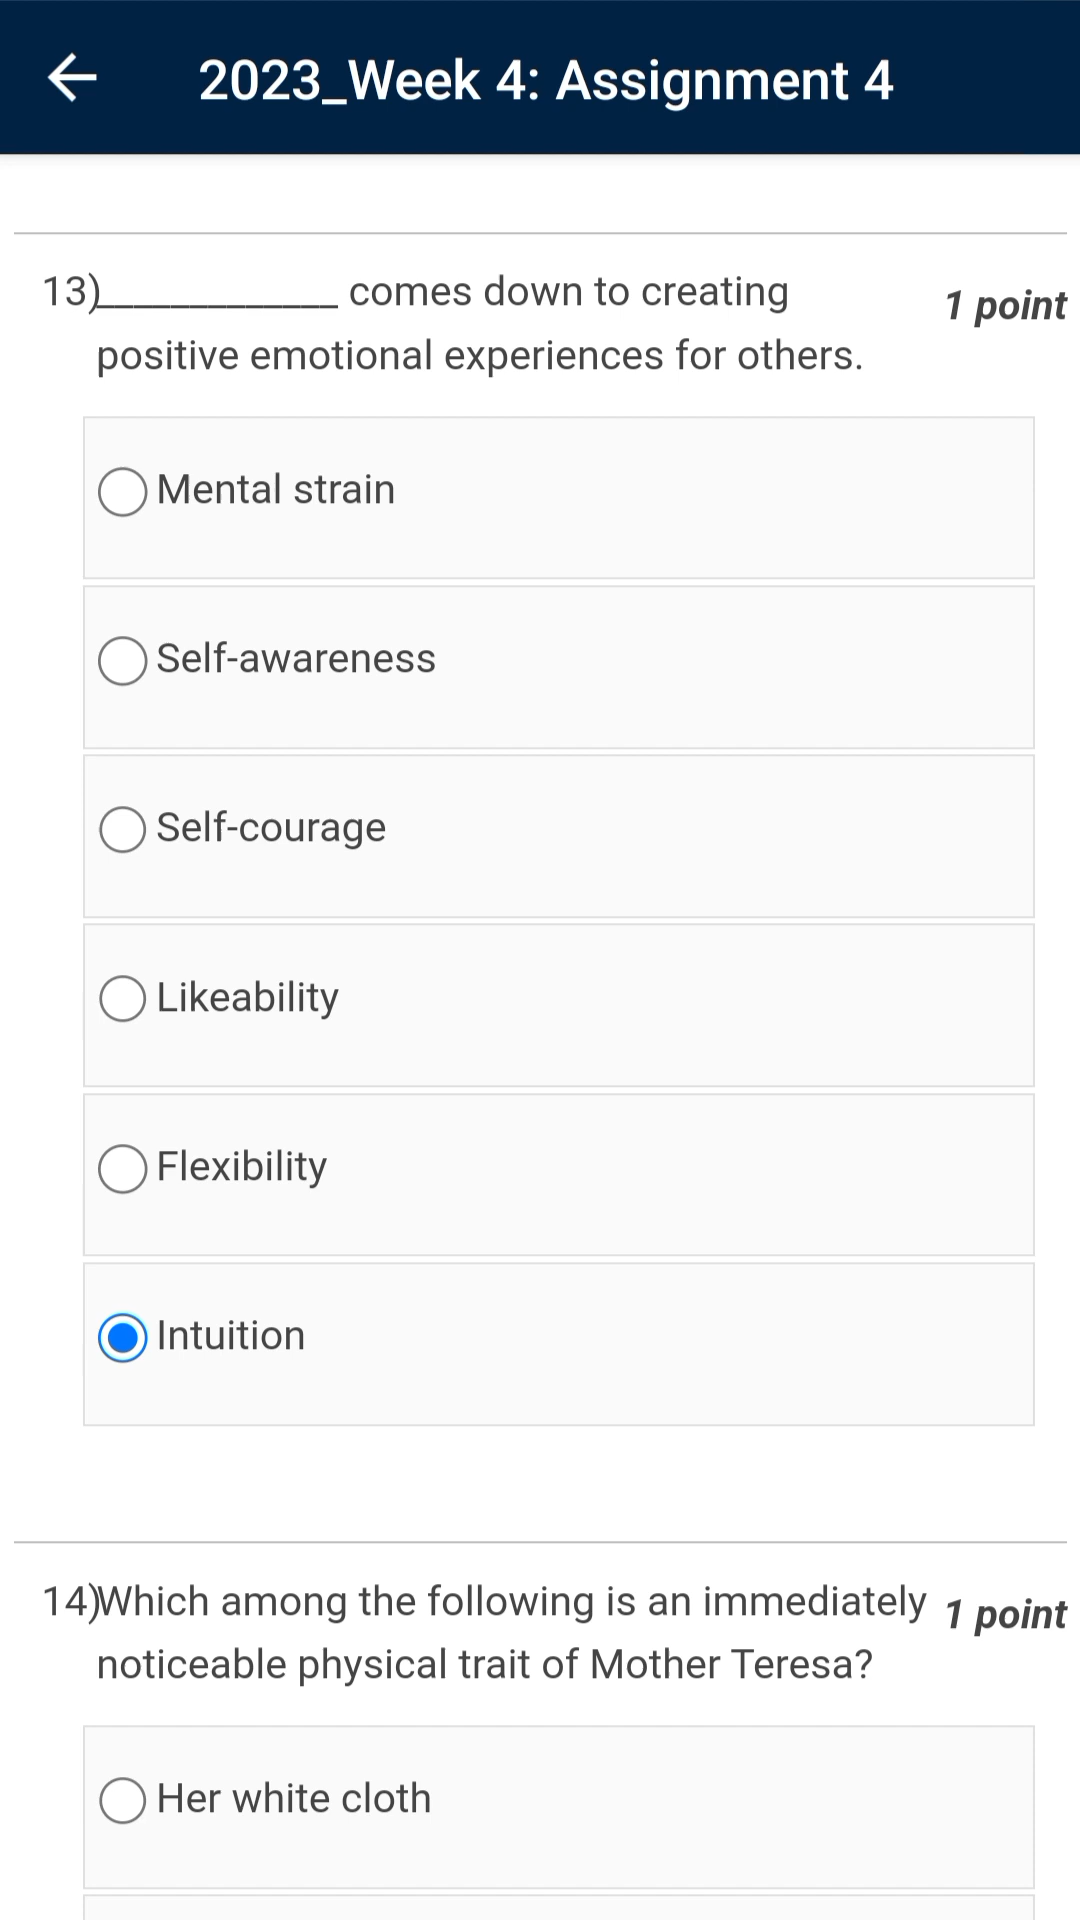 2023_Week 4: Assignment 4
13)____________ comes down to creating
1 point
positive emotional experiences for others.
Mental strain
Self-awareness
Self-courage
Likeability
Flexibility
Intuition
14)Which among the following is an immediately
1 point
noticeable physical trait of Mother Teresa?
Her white cloth